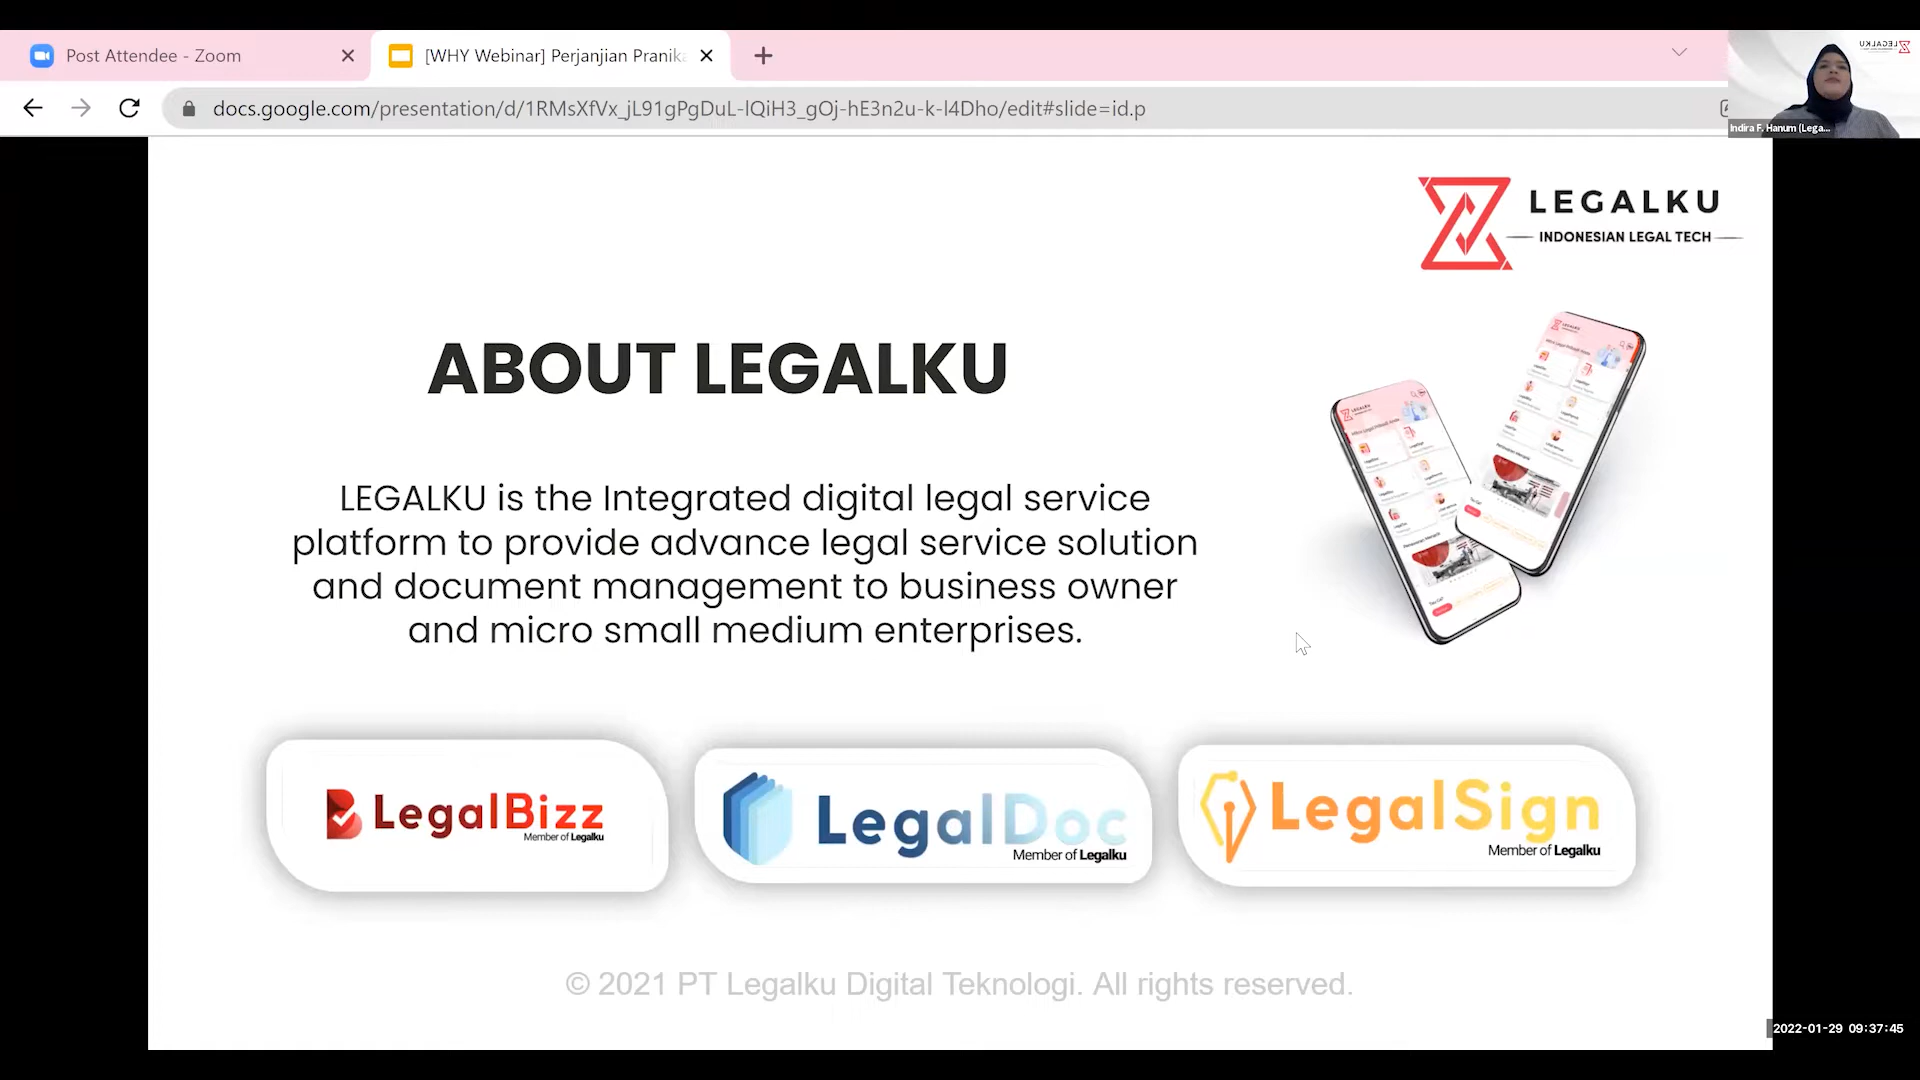 Post Attendee - Zoom
[WHY Webinar] Perjanjian Pranika
docs.google.com/presentation/d/1RMsXfVx_jL91gPgDuL-lQiH3_gOj-hE3n2u-k-l4Dho/edit#slide=id.p
LEGALKU
Indira F. Hanum (Lega...
LEGALKU
INDONESIAN LEGAL TECH
ABOUT LEGALKU
LEGALKU is the Integrated digital legal service
platform to provide advance legal service solution
and document management to business owner
and micro small medium enterprises.
LegalBizz
Member of Legalku
LegalDoc
Member of Legalku
LegalSign
Member of Legalku
© 2021 PT Legalku Digital Teknologi. All rights reserved.
2022-01-29 09:37:45